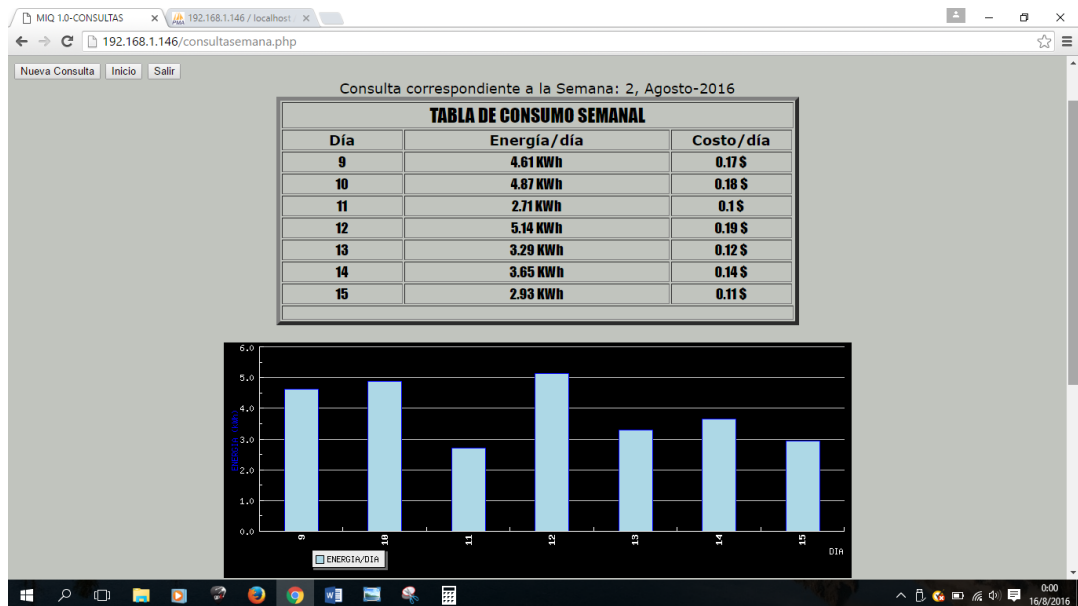 MIQ 1.0-CONSULTAS
192.168.1.146 / localhost
192.168.1.146/consultasemana.php
Nueva Consulta Inicio Salir
Consulta correspondiente a la Semana: 2, Agosto-2016
TABLA DE CONSUMO SEMANAL
Día Energía/día Costo/día
9 4.61 KWh 0.17 $
10 4.87 KWh 0.18 $
11 2.71 KWh 0.1 $
12 5.14 KWh 0.19 $
13 3.29 KWh 0.12 $
14 3.65 KWh 0.14 $
15 2.93 KWh 0.11 $
6.0
5.0
4.0
3.0
2.0
1.0
0.0
9 10 11 12 13 14 15
DIA
ENERGIA/DIA
0:00
16/8/2016